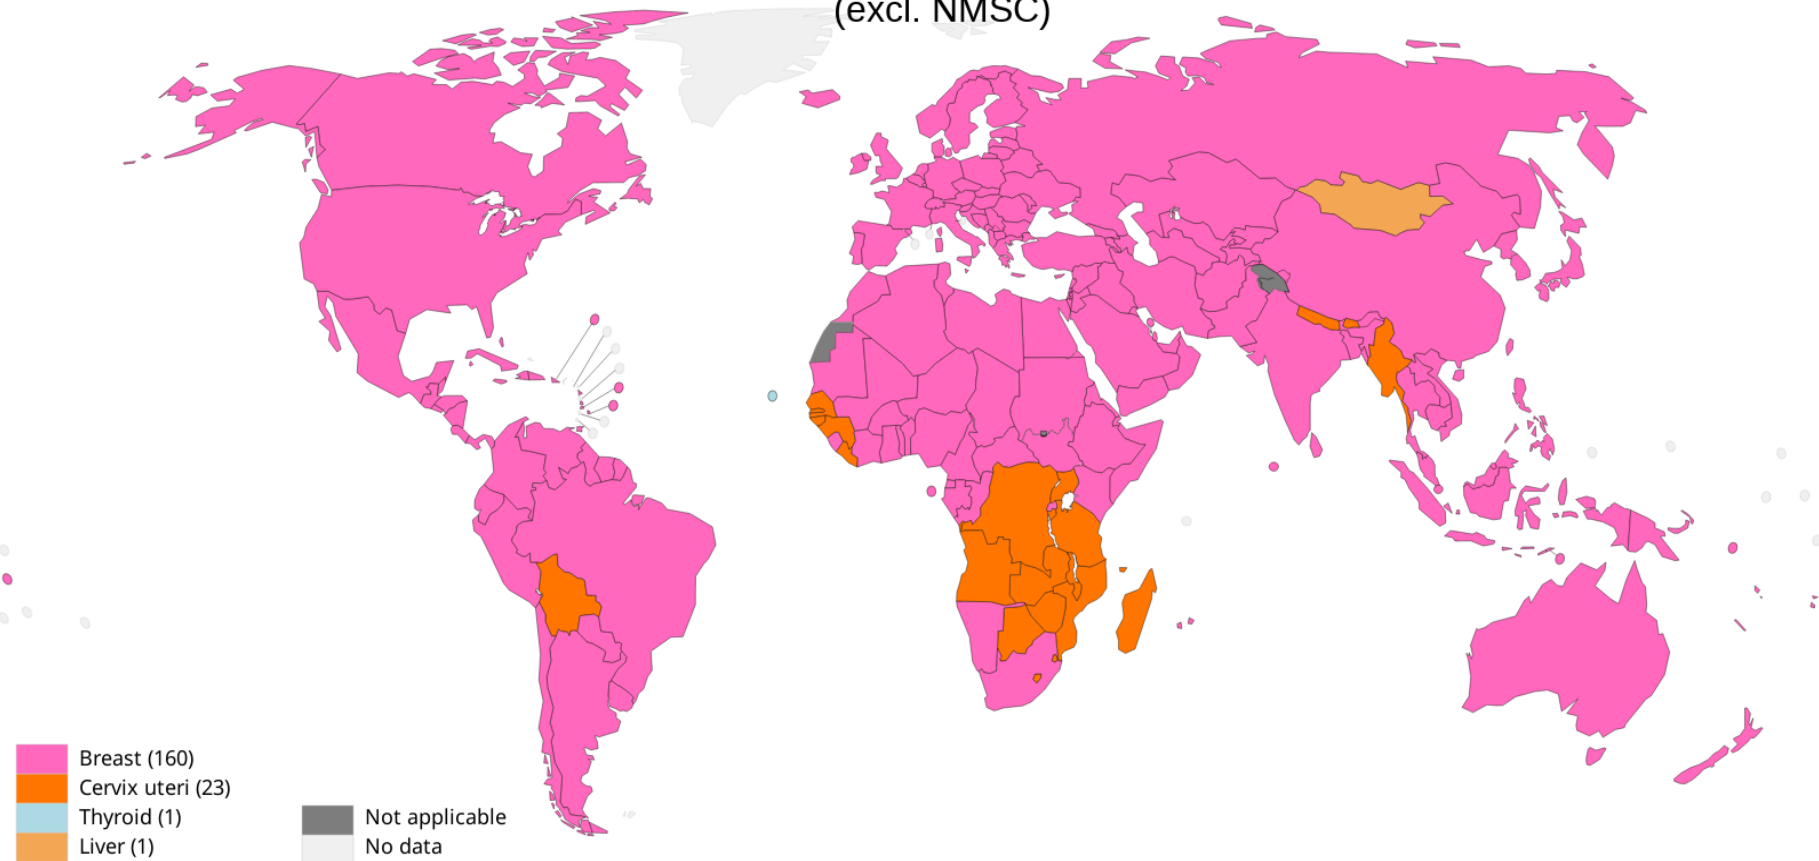 (excl. NMSC)
Breast (160)
Cervix uteri (23)
Thyroid (1)
Liver (1)
Not applicable
No data